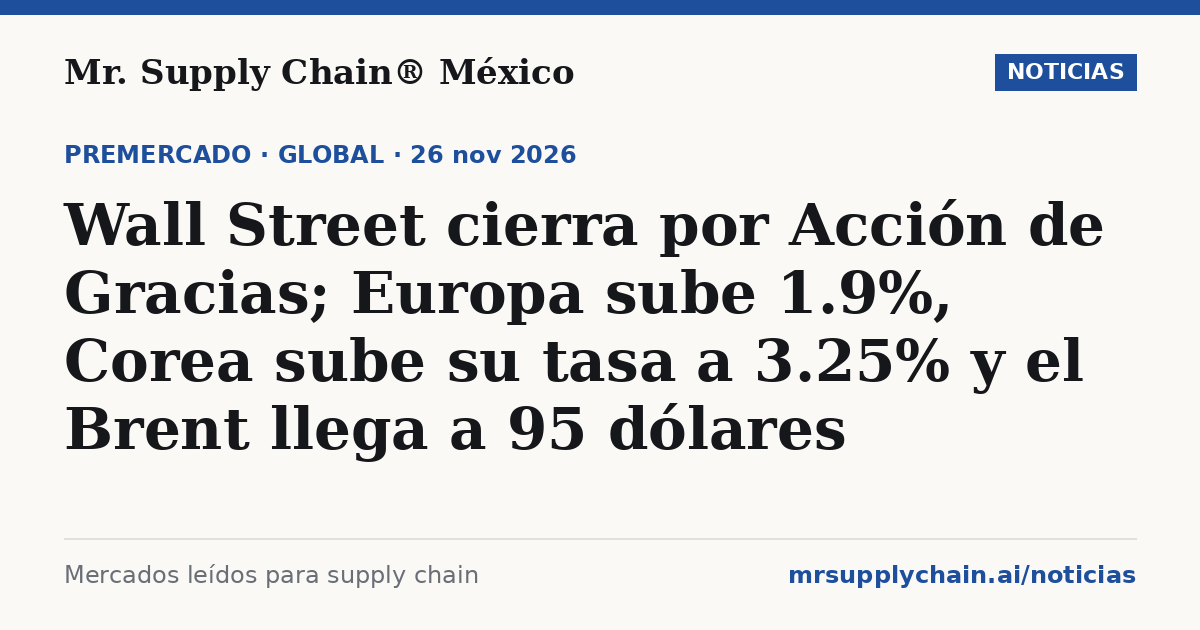 Mr. Supply Chain® México
NOTICIAS
PREMERCADO · GLOBAL · 26 nov 2026
Wall Street cierra por Acción de
Gracias; Europa sube 1.9%,
Corea sube su tasa a 3.25% y el
Brent llega a 95 dólares
Mercados leídos para supply chain
mrsupplychain.ai/noticias